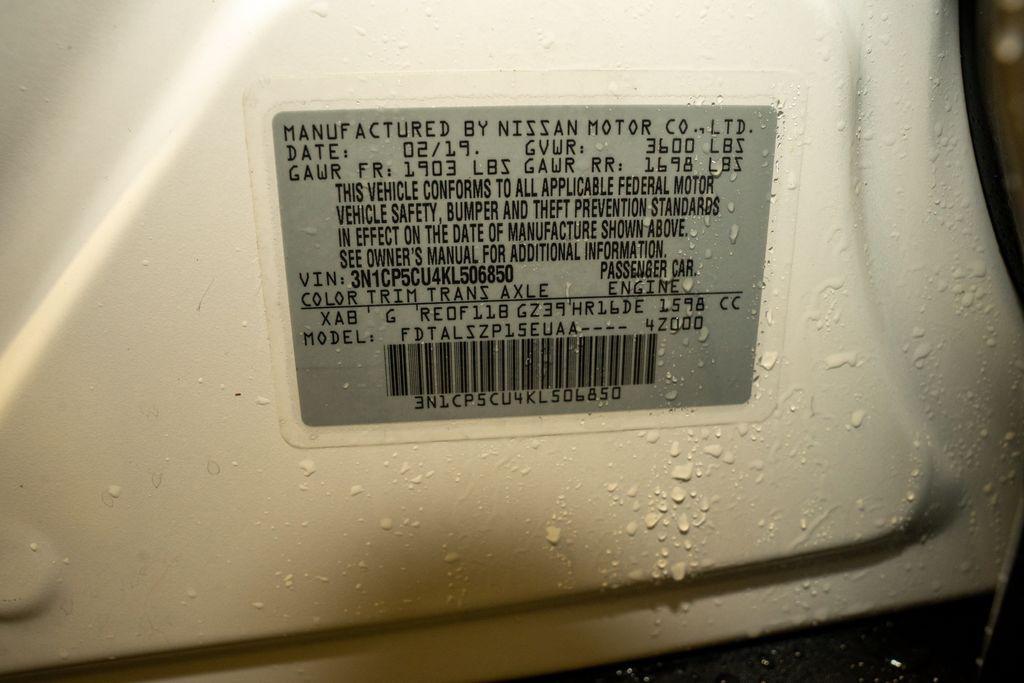 MANUFACTURED BY NISSAN MOTOR CO., LTD.
DATE: 02/19. GVWR: 3600 LBS
GAWR FR: 1903 LBS GAWR RR: 1698 LBS
THIS VEHICLE CONFORMS TO ALL APPLICABLE FEDERAL MOTOR
VEHICLE SAFETY, BUMPER AND THEFT PREVENTION STANDARDS
IN EFFECT ON THE DATE OF MANUFACTURE SHOWN ABOVE.
SEE OWNER'S MANUAL FOR ADDITIONAL INFORMATION.
VIN: 3N1CP5CU4KL506850 PASSENGER CAR.
COLOR TRIM TRANS AXLE ENGINE
XAB G RE0F11B GZ39 HR16DE 1598 CC
MODEL: FDTALSZP15EUAA---- 4Z000
3N1CP5CU4KL506850